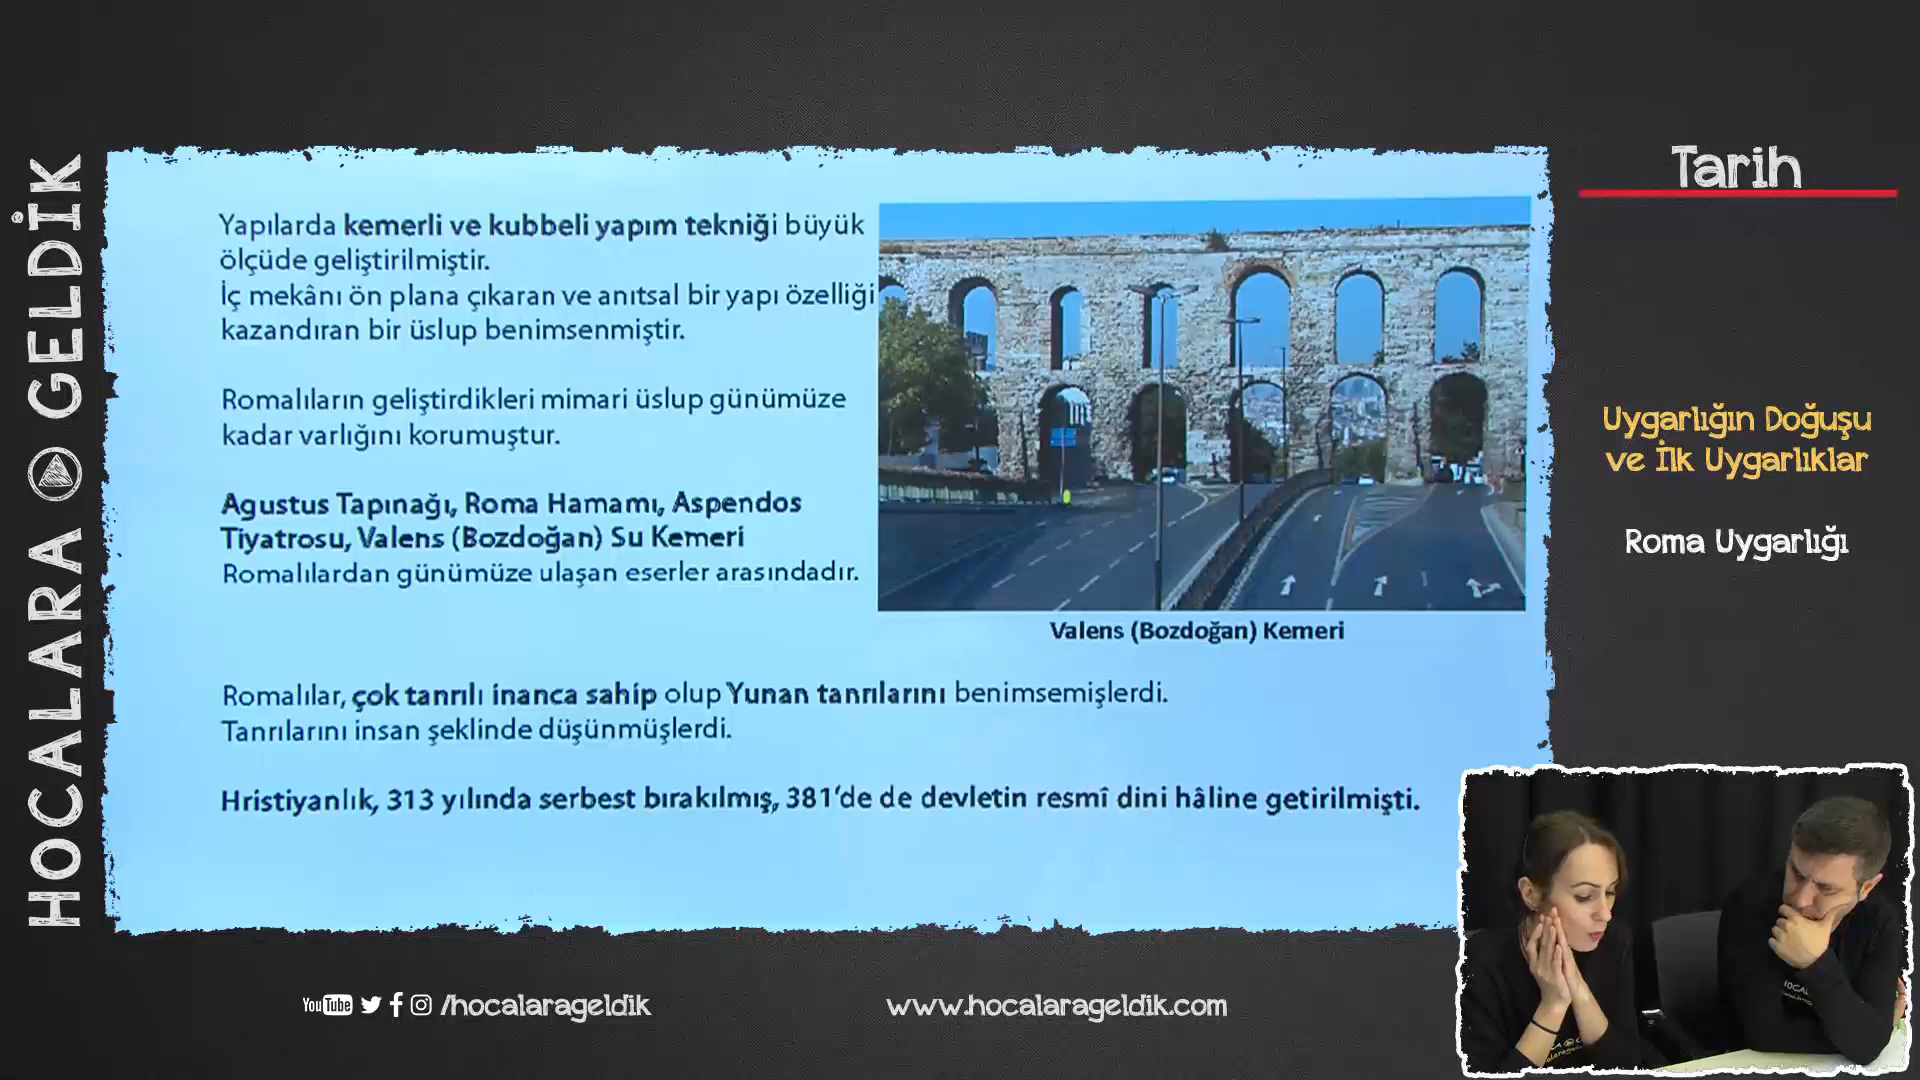 HOCALARA GELDİK
Tarih
Uygarlığın Doğuşu
ve İlk Uygarlıklar
Roma Uygarlığı
Yapılarda kemerli ve kubbeli yapım tekniği büyük
ölçüde geliştirilmiştir.
İç mekânı ön plana çıkaran ve anıtsal bir yapı özelliği
kazandıran bir üslup benimsenmiştir.
Romalıların geliştirdikleri mimari üslup günümüze
kadar varlığını korumuştur.
Agustus Tapınağı, Roma Hamamı, Aspendos
Tiyatrosu, Valens (Bozdoğan) Su Kemeri
Romalılardan günümüze ulaşan eserler arasındadır.
Valens (Bozdoğan) Kemeri
Romalılar, çok tanrılı inanca sahip olup Yunan tanrılarını benimsemişlerdi.
Tanrılarını insan şeklinde düşünmüşlerdi.
Hristiyanlık, 313 yılında serbest bırakılmış, 381'de de devletin resmî dini hâline getirilmişti.
YouTube /hocalarageldik
www.hocalarageldik.com